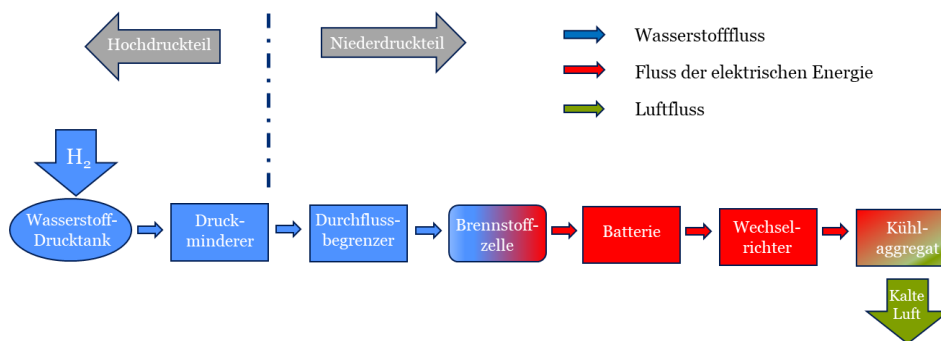 Hochdruckteil
Niederdruckteil
Wasserstofffluss
Fluss der elektrischen Energie
Luftfluss
H₂
Wasserstoff-
Drucktank
Druck-
minderer
Durchfluss-
begrenzer
Brennstoff-
zelle
Batterie
Wechsel-
richter
Kühl-
aggregat
Kalte
Luft